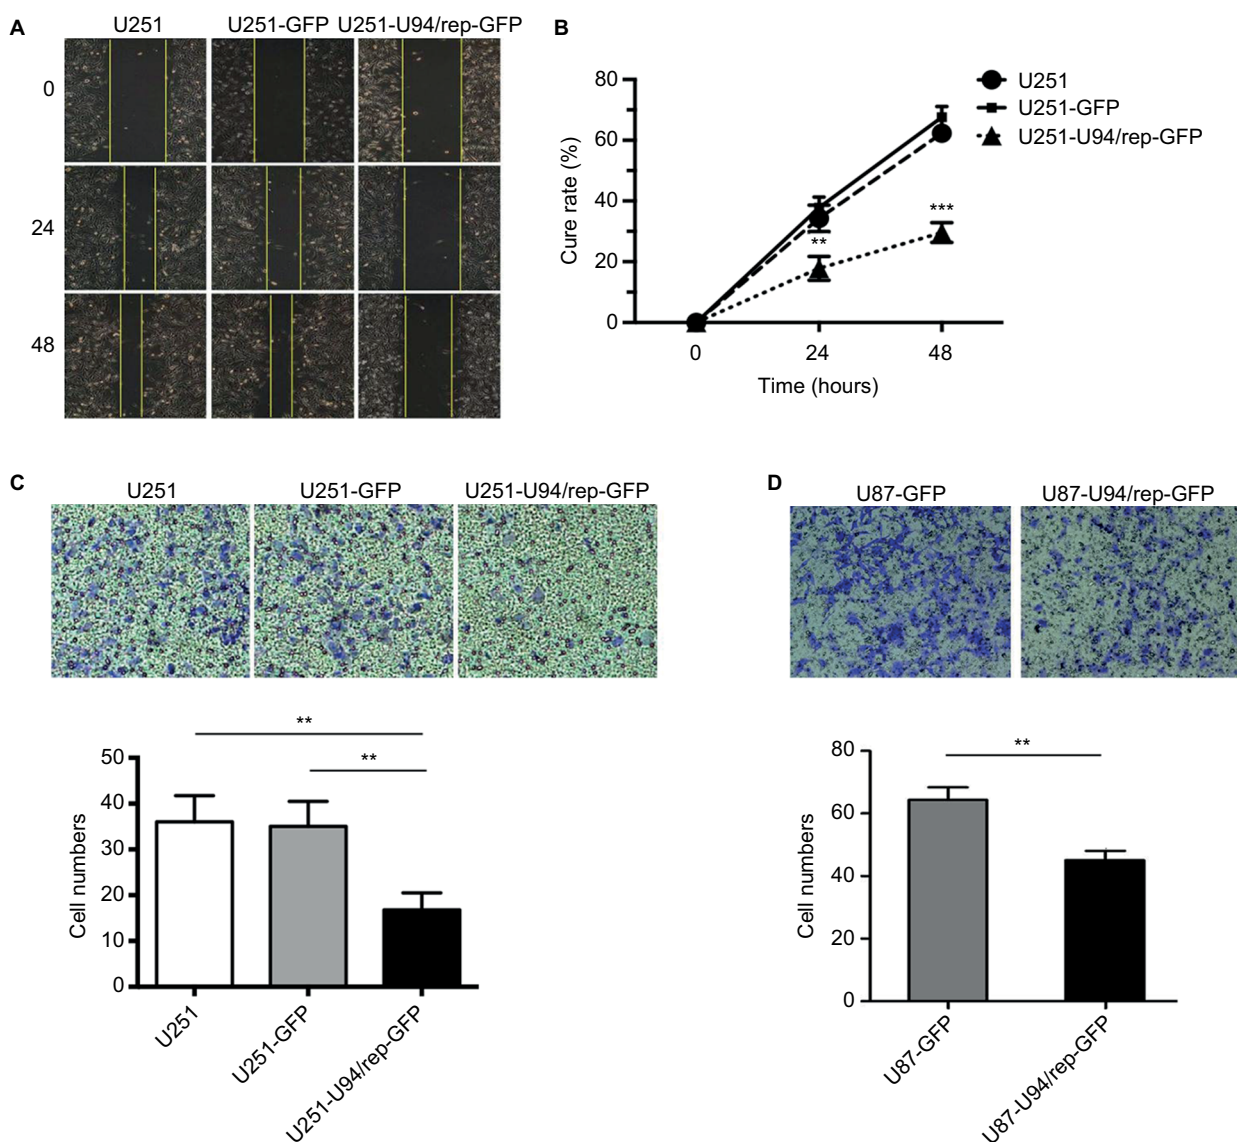 A
U251
U251-GFP
U251-U94/rep-GFP
0
24
48
B
80
60
40
20
0
Cure rate (%)
**
***
0
24
48
Time (hours)
U251
U251-GFP
U251-U94/rep-GFP
C
U251
U251-GFP
U251-U94/rep-GFP
**
**
50
40
30
20
10
0
Cell numbers
U251
U251-GFP
U251-U94/rep-GFP
D
U87-GFP
U87-U94/rep-GFP
**
80
60
40
20
0
Cell numbers
U87-GFP
U87-U94/rep-GFP